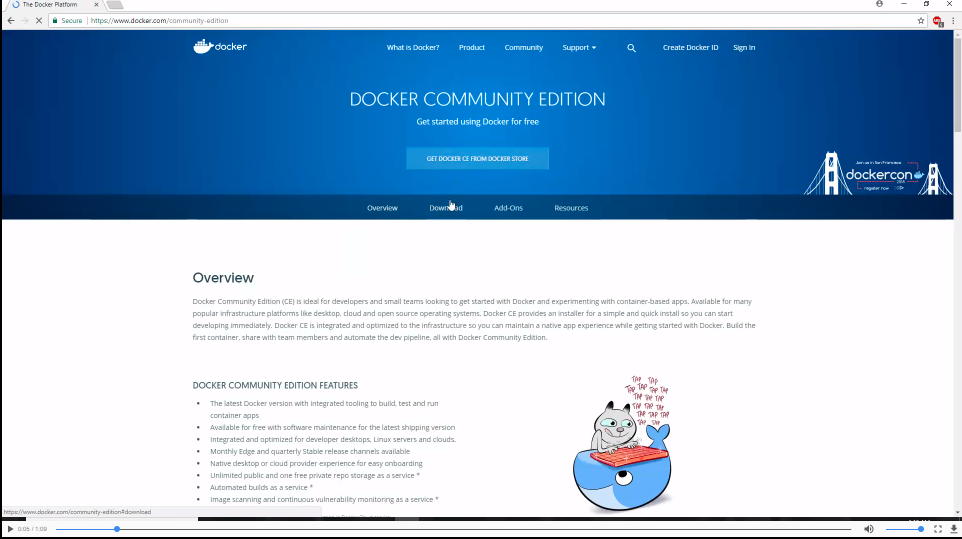 The Docker Platform
Secure https://www.docker.com/community-edition
docker What is Docker? Product Community Support Create Docker ID Sign In
DOCKER COMMUNITY EDITION
Get started using Docker for free
GET DOCKER CE FROM DOCKER STORE
Join us in San Francisco
dockercon
register now
Overview Download Add-Ons Resources
Overview
Docker Community Edition (CE) is ideal for developers and small teams looking to get started with Docker and experimenting with container-based apps. Available for many
popular infrastructure platforms like desktop, cloud and open source operating systems. Docker CE provides an installer for a simple and quick install so you can start
developing immediately. Docker CE is integrated and optimized to the infrastructure so you can maintain a native app experience while getting started with Docker. Build the
first container, share with team members and automate the dev pipeline, all with Docker Community Edition.
DOCKER COMMUNITY EDITION FEATURES
• The latest Docker version with integrated tooling to build, test and run
container apps
• Available for free with software maintenance for the latest shipping version
• Integrated and optimized for developer desktops, Linux servers and clouds.
• Monthly Edge and quarterly Stable release channels available
• Native desktop or cloud provider experience for easy onboarding
• Unlimited public and one free private repo storage as a service *
• Automated builds as a service *
• Image scanning and continuous vulnerability monitoring as a service *
TAP TAP
TAP TAP TAP TAP
TAP TAP TAP
TAP TAP TAP
TAP TAP TAP
TAP TAP
https://www.docker.com/community-edition#download
0:05 / 1:09